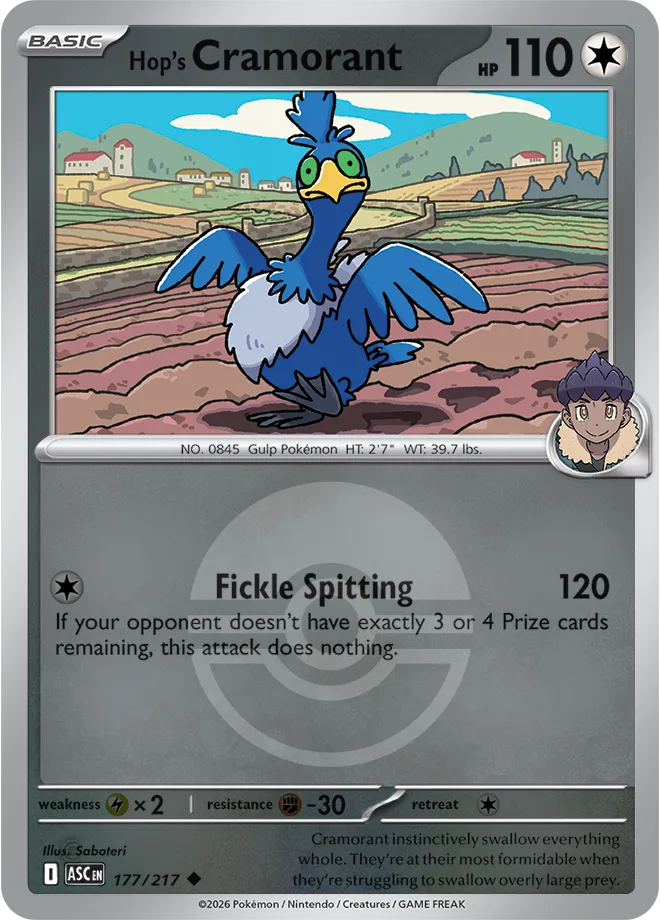 BASIC
Hop's Cramorant HP 110
NO. 0845 Gulp Pokémon HT: 2'7" WT: 39.7 lbs.
Fickle Spitting 120
If your opponent doesn't have exactly 3 or 4 Prize cards
remaining, this attack does nothing.
weakness ×2 resistance -30 retreat
Illus. Saboteri
Cramorant instinctively swallow everything
whole. They're at their most formidable when
they're struggling to swallow overly large prey.
I ASC EN 177/217
©2026 Pokémon / Nintendo / Creatures / GAME FREAK